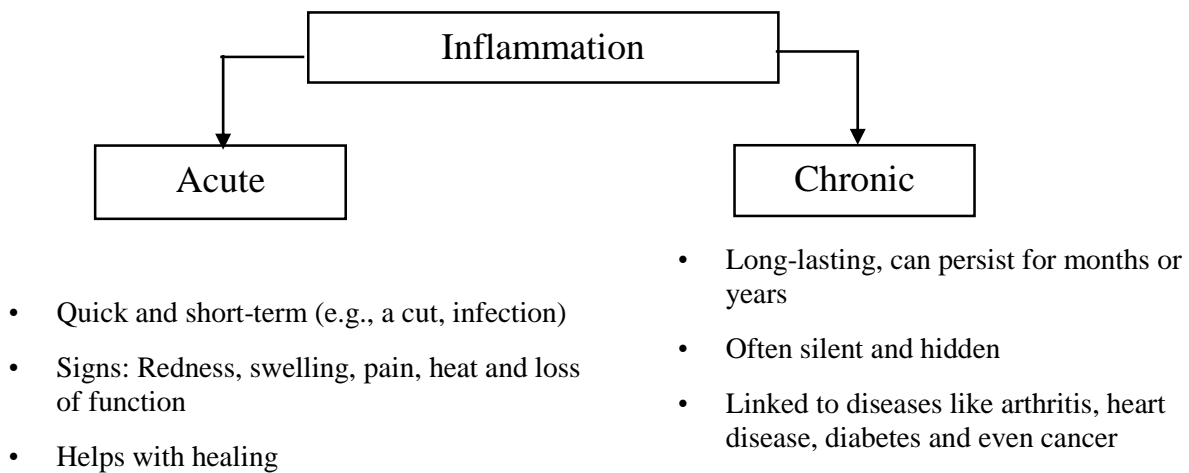 Inflammation
Acute
Chronic
• Quick and short-term (e.g., a cut, infection)
• Signs: Redness, swelling, pain, heat and loss
of function
• Helps with healing
• Long-lasting, can persist for months or
years
• Often silent and hidden
• Linked to diseases like arthritis, heart
disease, diabetes and even cancer